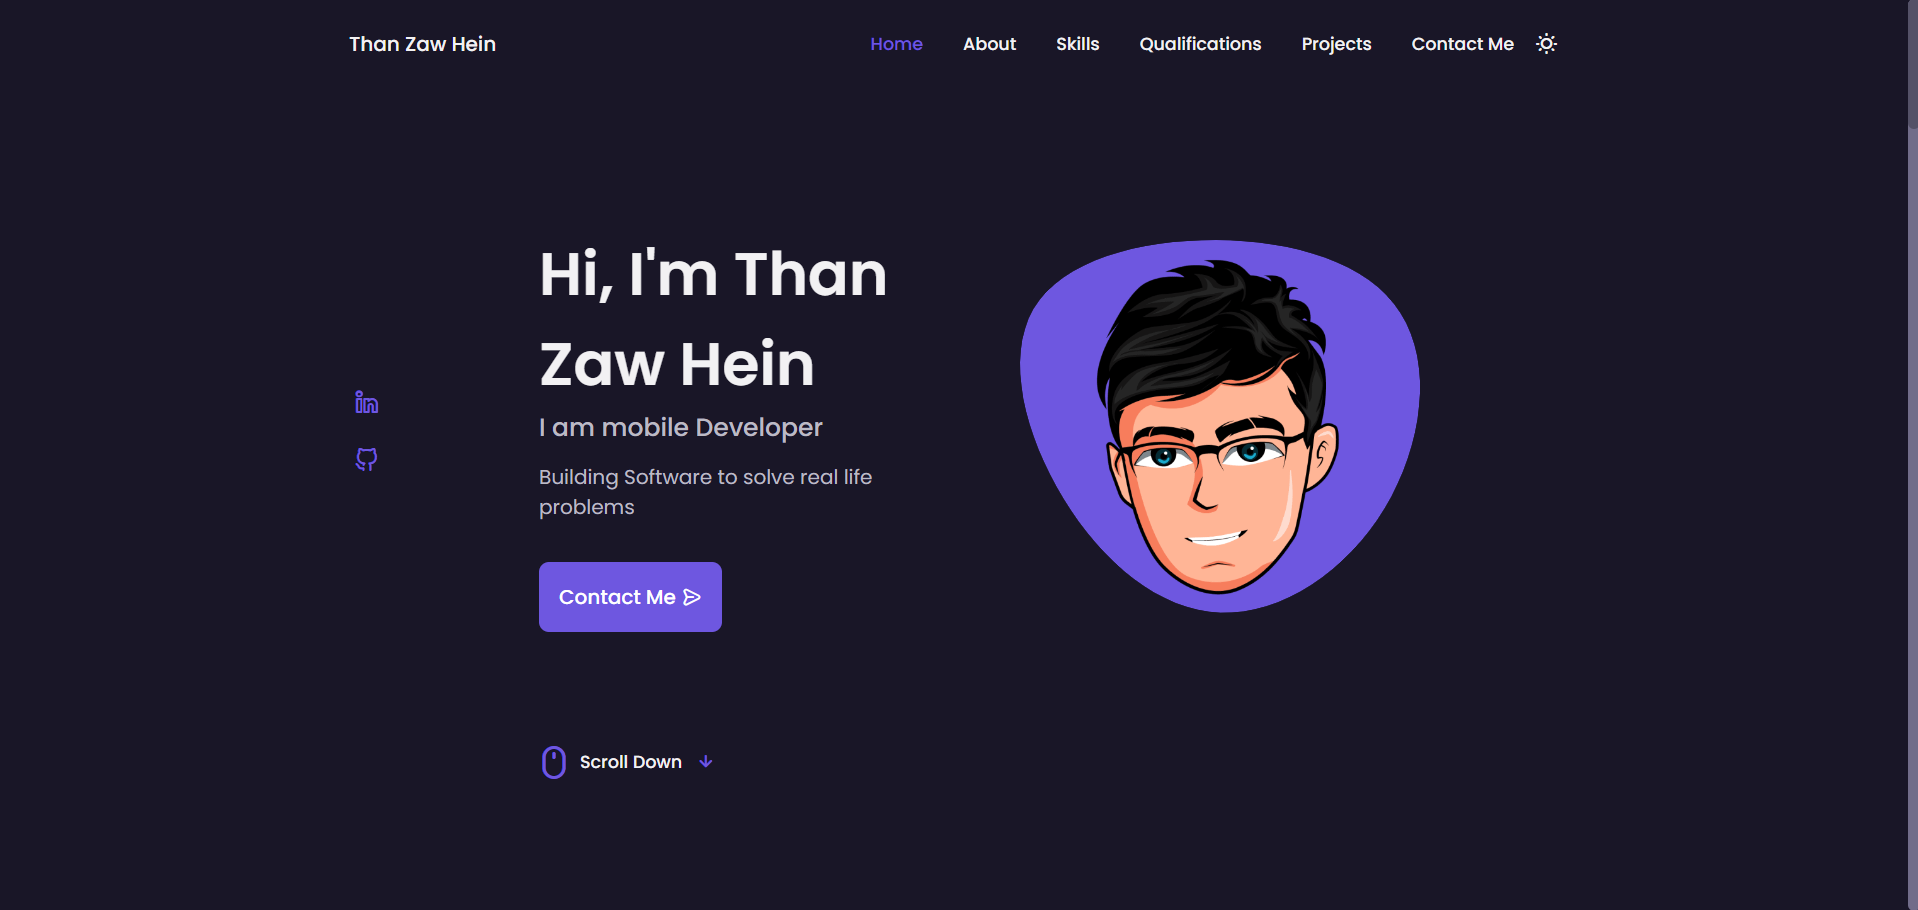 Than Zaw Hein
Home About Skills Qualifications Projects Contact Me
Hi, I'm Than
Zaw Hein
I am mobile Developer
Building Software to solve real life
problems
Contact Me
Scroll Down